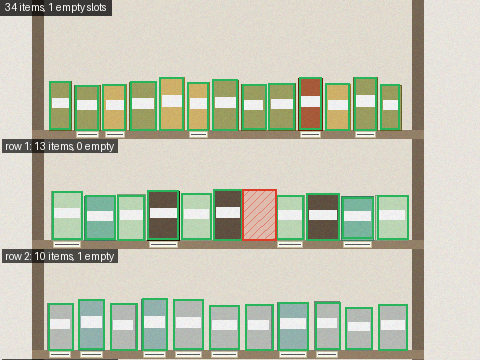 34 items, 1 empty slots
row 1: 13 items, 0 empty
row 2: 10 items, 1 empty